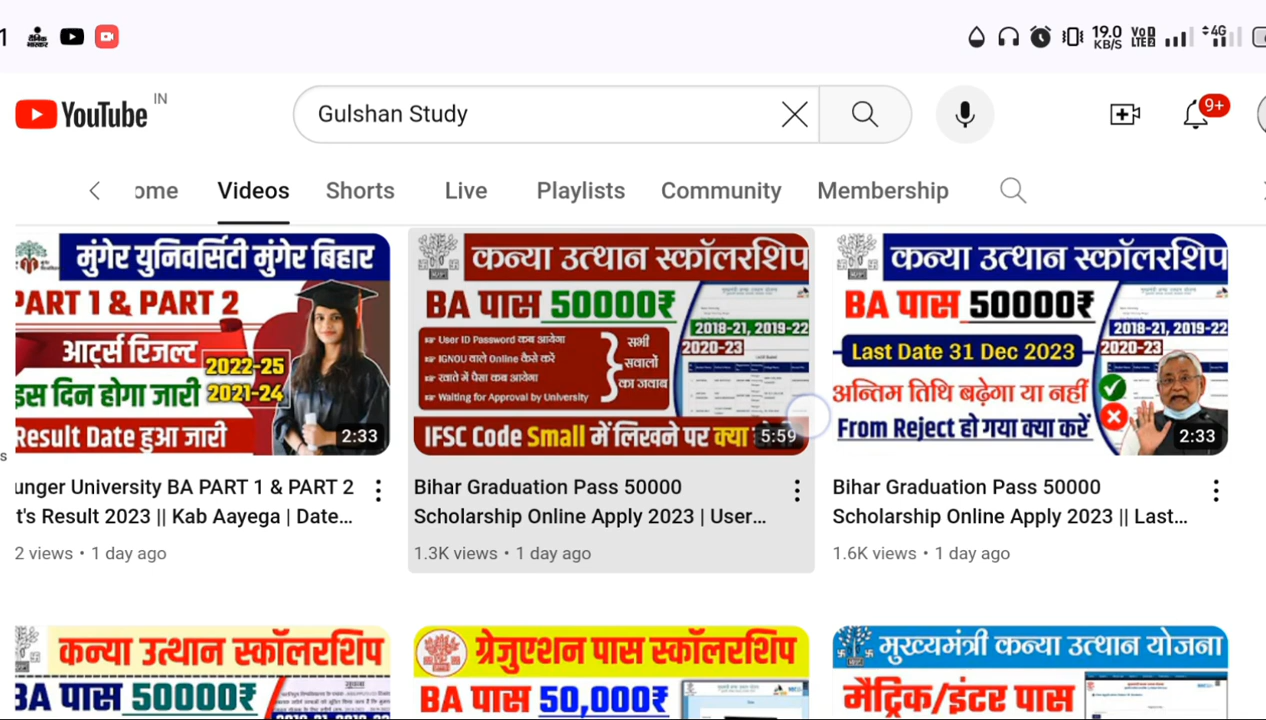 1
19.0
KB/S
VoD
LTE2
4G
YouTube IN
Gulshan Study
9+
ome
Videos
Shorts
Live
Playlists
Community
Membership
मुंगेर युनिवर्सिटी मुंगेर बिहार
PART 1 & PART 2
आर्ट्स रिजल्ट
2022-25
इस दिन होगा जारी
2021-24
Result Date हुआ जारी
2:33
कन्या उत्थान स्कॉलरशिप
BA पास 50000₹
2018-21, 2019-22
2020-23
User ID Password कब आयेगा
IGNOU वाले Online कैसे करें
खाते में पैसा कब आयेगा
Waiting for Approval by University
सभी
सवालों
का जवाब
IFSC Code Small में लिखने पर क्या
5:59
कन्या उत्थान स्कॉलरशिप
BA पास 50000₹
2018-21, 2019-22
2020-23
Last Date 31 Dec 2023
अन्तिम तिथि बढ़ेगा या नहीं
From Reject हो गया क्या करें
2:33
s
unger University BA PART 1 & PART 2
t's Result 2023 || Kab Aayega | Date...
2 views • 1 day ago
Bihar Graduation Pass 50000
Scholarship Online Apply 2023 | User...
1.3K views • 1 day ago
Bihar Graduation Pass 50000
Scholarship Online Apply 2023 || Last...
1.6K views • 1 day ago
कन्या उत्थान स्कॉलरशिप
BA पास 50000₹
ग्रेजुएशन पास स्कॉलरशिप
BA पास 50,000₹
मुख्यमंत्री कन्या उत्थान योजना
मैट्रिक/इंटर पास